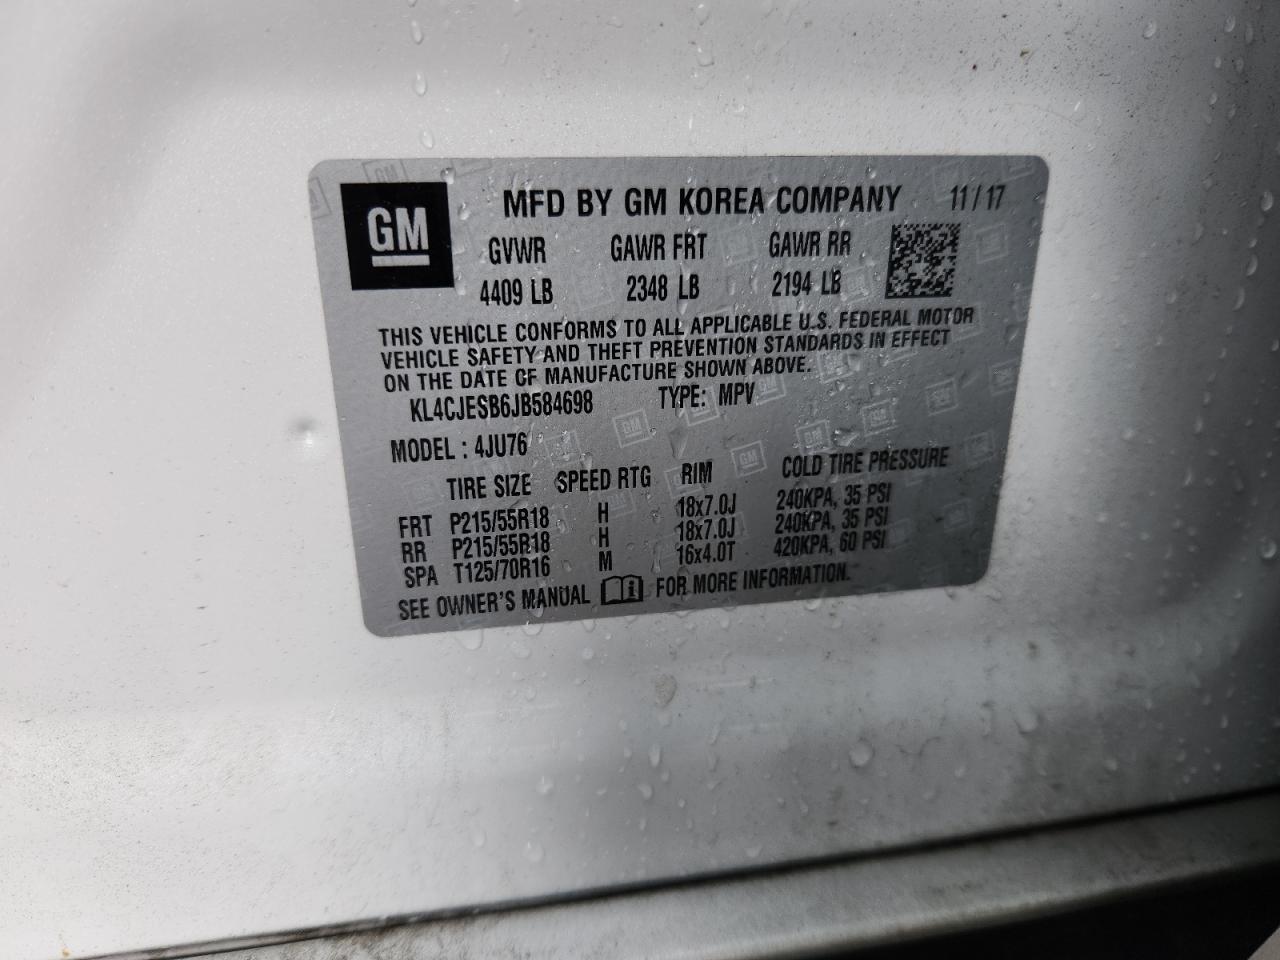 GM MFD BY GM KOREA COMPANY 11/17
GVWR GAWR FRT GAWR RR
4409 LB 2348 LB 2194 LB
THIS VEHICLE CONFORMS TO ALL APPLICABLE U.S. FEDERAL MOTOR
VEHICLE SAFETY AND THEFT PREVENTION STANDARDS IN EFFECT
ON THE DATE OF MANUFACTURE SHOWN ABOVE.
KL4CJESB6JB584698 TYPE: MPV
MODEL : 4JU76
TIRE SIZE SPEED RTG RIM COLD TIRE PRESSURE
FRT P215/55R18 H 18x7.0J 240KPA, 35 PSI
RR P215/55R18 H 18x7.0J 240KPA, 35 PSI
SPA T125/70R16 M 16x4.0T 420KPA, 60 PSI
SEE OWNER'S MANUAL FOR MORE INFORMATION.